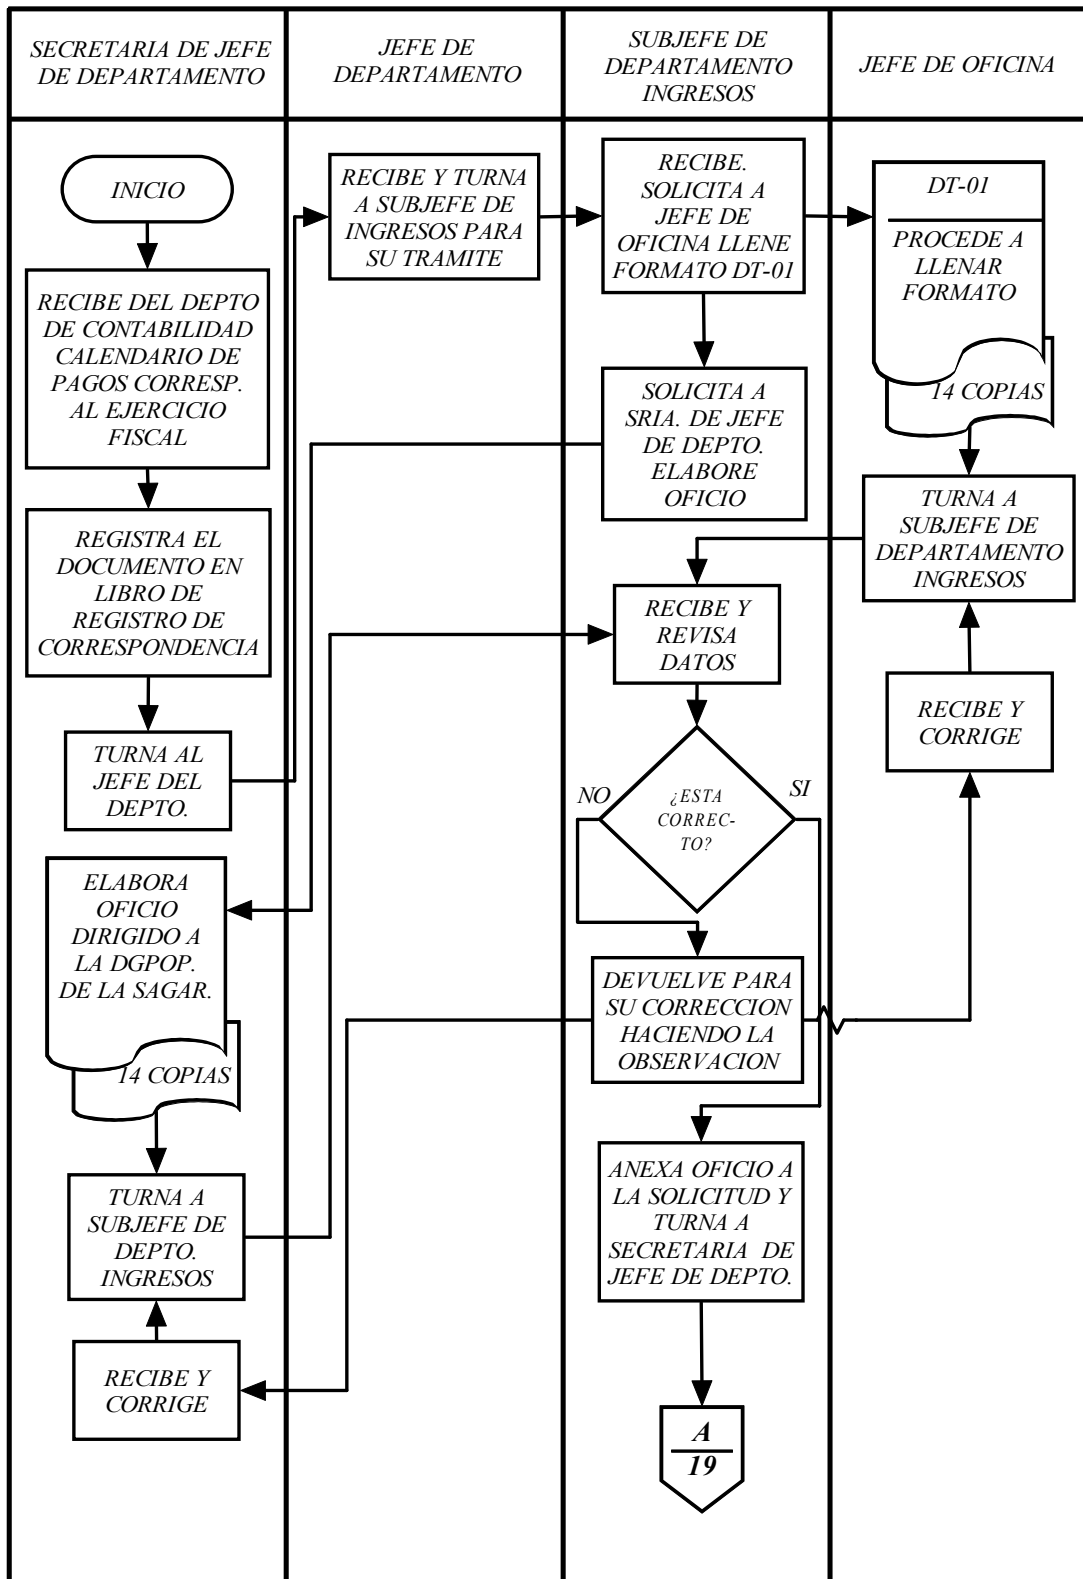 SECRETARIA DE JEFE
DE DEPARTAMENTO
JEFE DE
DEPARTAMENTO
SUBJEFE DE
DEPARTAMENTO
INGRESOS
JEFE DE OFICINA
INICIO
RECIBE DEL DEPTO
DE CONTABILIDAD
CALENDARIO DE
PAGOS CORRESP.
AL EJERCICIO
FISCAL
REGISTRA EL
DOCUMENTO EN
LIBRO DE
REGISTRO DE
CORRESPONDENCIA
TURNA AL
JEFE DEL
DEPTO.
RECIBE Y TURNA
A SUBJEFE DE
INGRESOS PARA
SU TRAMITE
RECIBE.
SOLICITA A
JEFE DE
OFICINA LLENE
FORMATO DT-01
DT-01
PROCEDE A
LLENAR
FORMATO
14 COPIAS
SOLICITA A
SRIA. DE JEFE
DE DEPTO.
ELABORE
OFICIO
TURNA A
SUBJEFE DE
DEPARTAMENTO
INGRESOS
RECIBE Y
REVISA
DATOS
RECIBE Y
CORRIGE
NO
¿ESTA
CORREC-
TO?
SI
ELABORA
OFICIO
DIRIGIDO A
LA DGPOP.
DE LA SAGAR.
14 COPIAS
DEVUELVE PARA
SU CORRECCION
HACIENDO LA
OBSERVACION
TURNA A
SUBJEFE DE
DEPTO.
INGRESOS
ANEXA OFICIO A
LA SOLICITUD Y
TURNA A
SECRETARIA DE
JEFE DE DEPTO.
RECIBE Y
CORRIGE
A
19